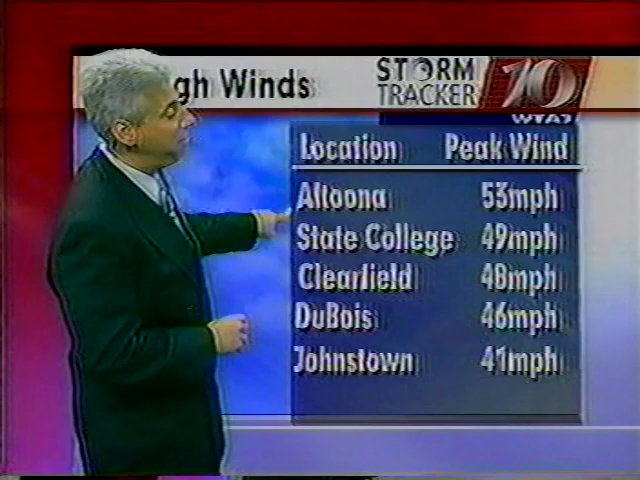 gh Winds
STORM
TRACKER 10
WTAJ
Location Peak Wind
Altoona 53mph
State College 49mph
Clearfield 48mph
DuBois 46mph
Johnstown 41mph